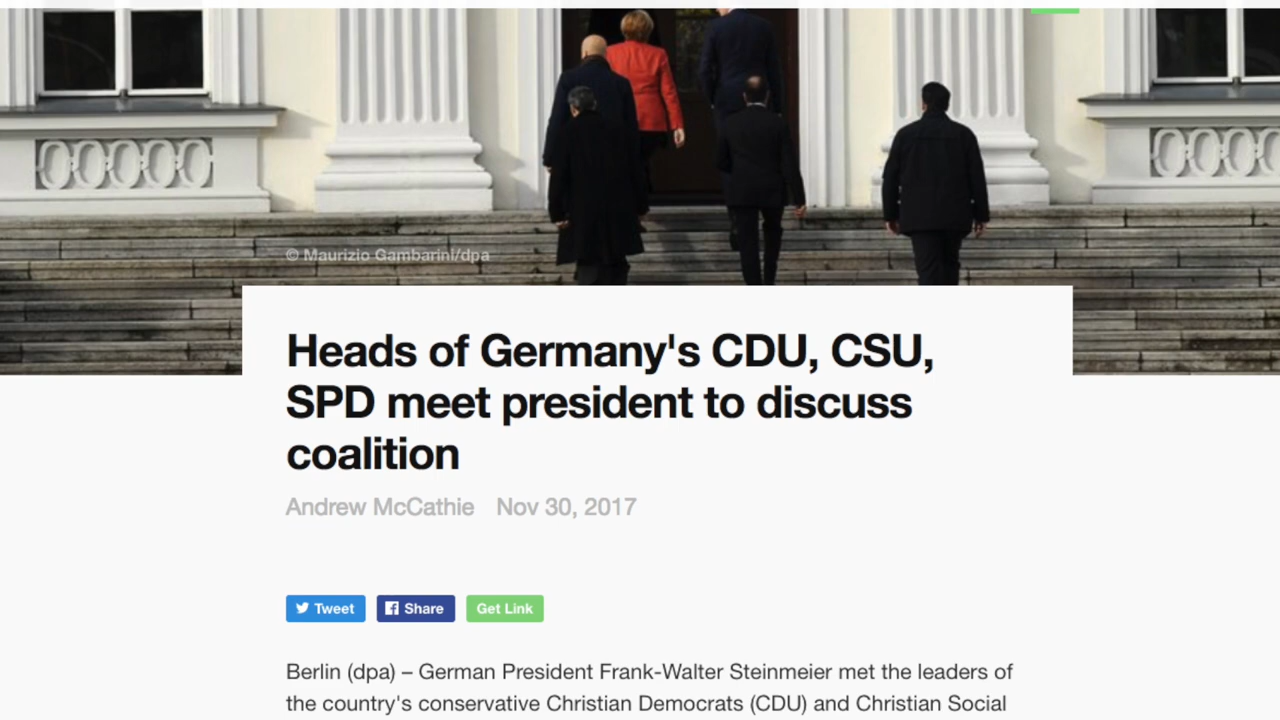 © Maurizio Gambarini/dpa
Heads of Germany's CDU, CSU,
SPD meet president to discuss
coalition
Andrew McCathie Nov 30, 2017
Tweet Share Get Link
Berlin (dpa) – German President Frank-Walter Steinmeier met the leaders of
the country's conservative Christian Democrats (CDU) and Christian Social